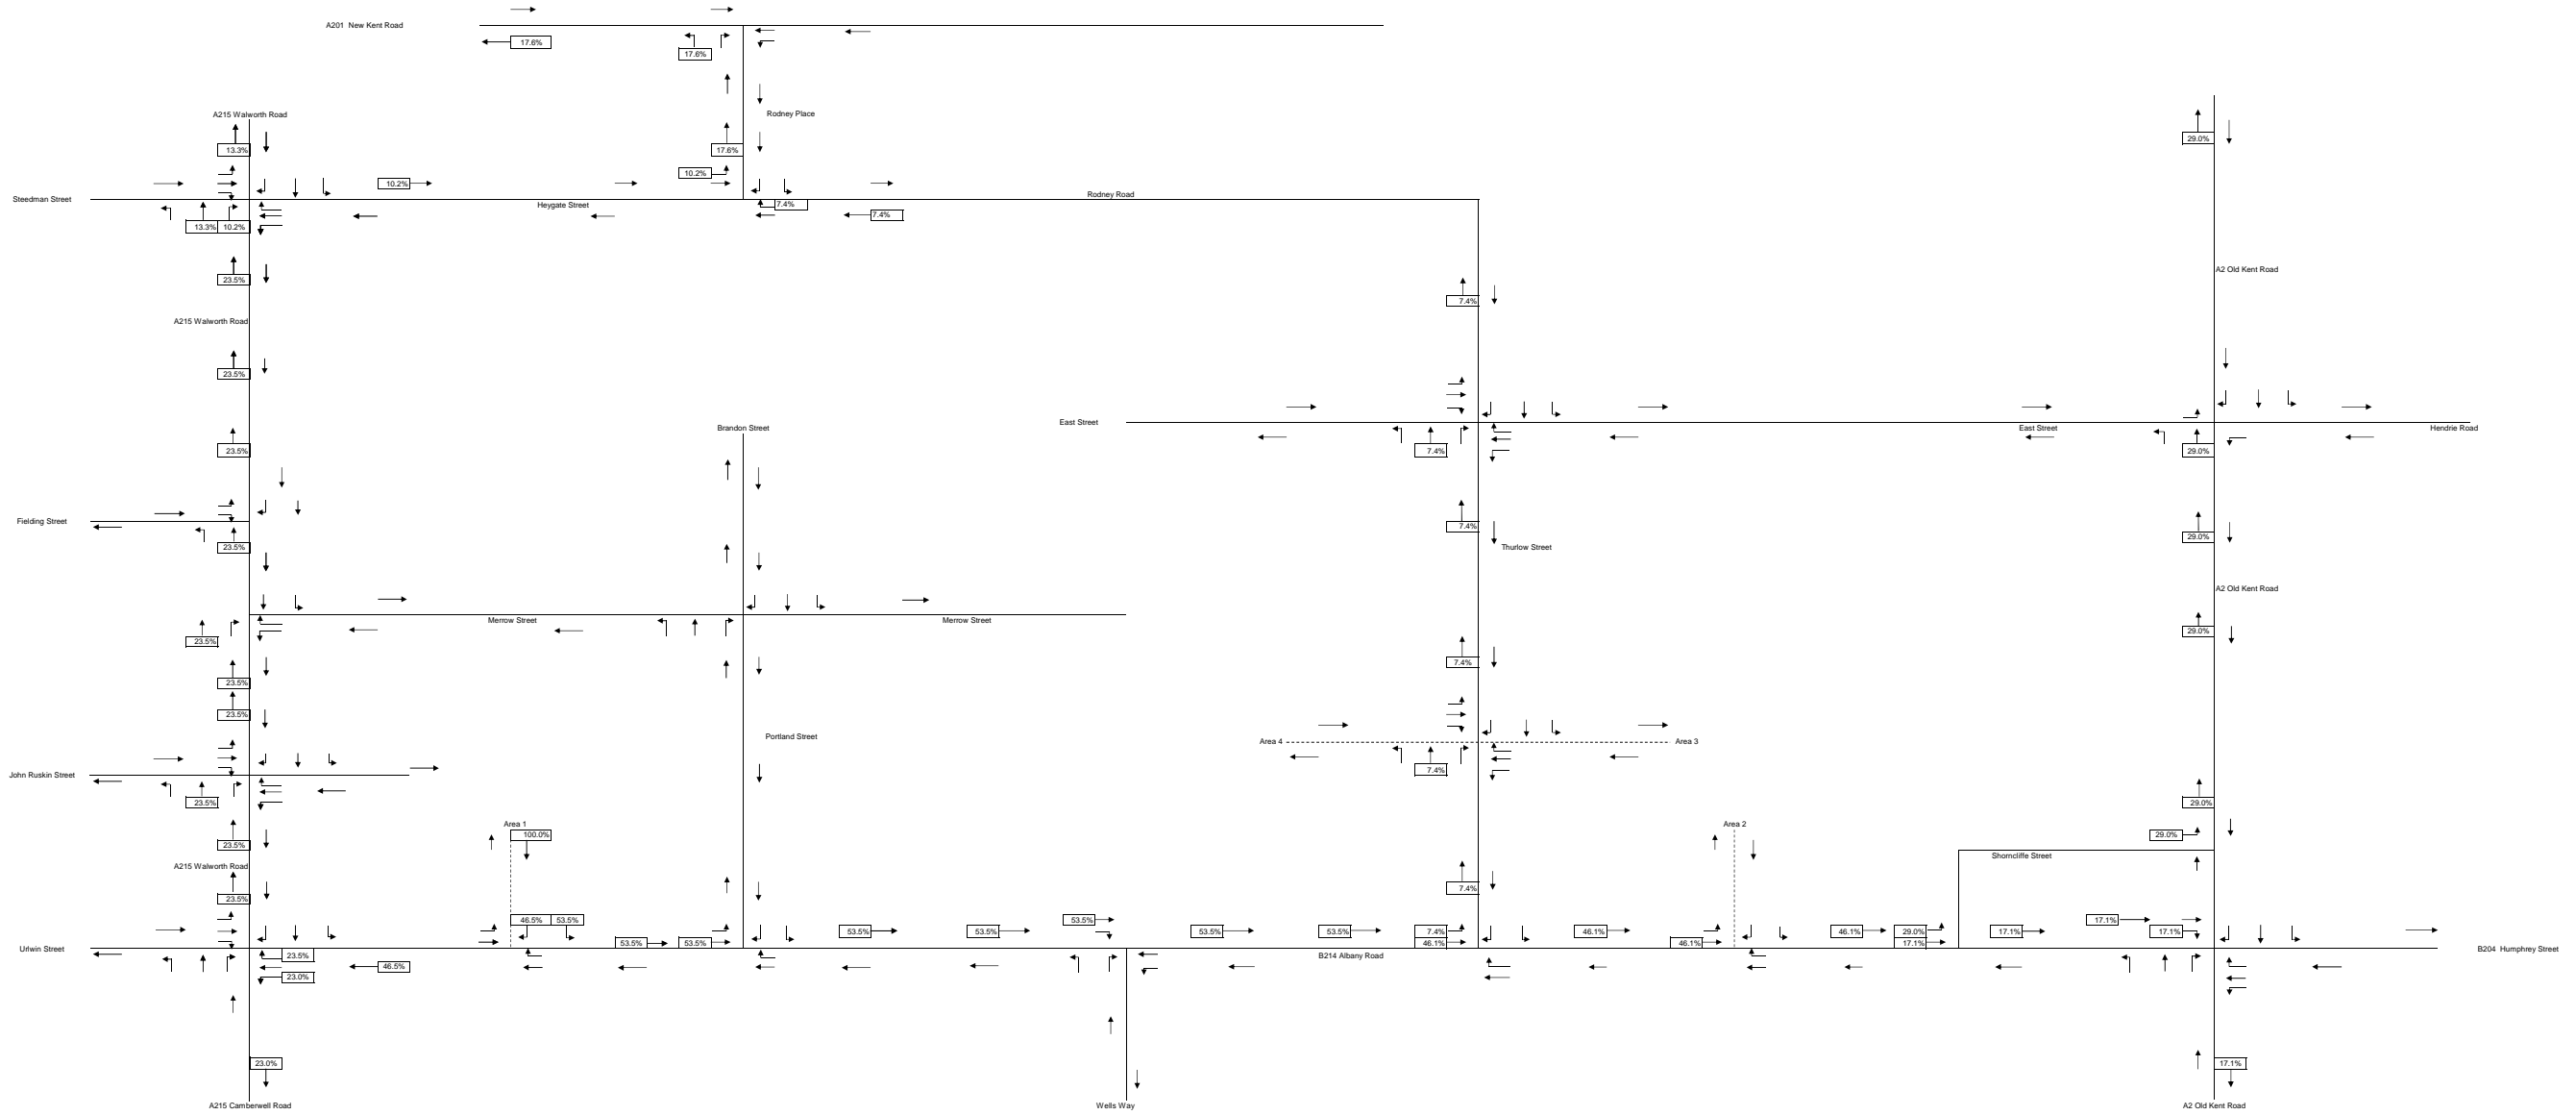 A201 New Kent Road
17.6%
17.6%
A215 Walworth Road
Rodney Place
13.3%
17.6%
29.0%
10.2%
10.2%
Steedman Street
Heygate Street
7.4%
Rodney Road
7.4%
13.3% 10.2%
23.5%
A2 Old Kent Road
7.4%
A215 Walworth Road
23.5%
East Street
Brandon Street
East Street
Hendrie Road
23.5%
7.4%
29.0%
Fielding Street
23.5%
7.4%
29.0%
Thurlow Street
A2 Old Kent Road
Merrow Street
Merrow Street
23.5%
29.0%
7.4%
23.5%
23.5%
Portland Street
Area 4
Area 3
7.4%
John Ruskin Street
23.5%
29.0%
Area 1
100.0%
Area 2
29.0%
23.5%
Shorncliffe Street
A215 Walworth Road
7.4%
23.5%
46.5% 53.5%
53.5%
17.1%
53.5%
53.5%
53.5%
53.5%
7.4%
46.1%
46.1%
29.0%
17.1%
17.1%
53.5%
53.5%
46.1%
46.1%
17.1%
Urlwin Street
23.5%
B214 Albany Road
B204 Humphrey Street
46.5%
23.0%
23.0%
17.1%
A215 Camberwell Road
Wells Way
A2 Old Kent Road